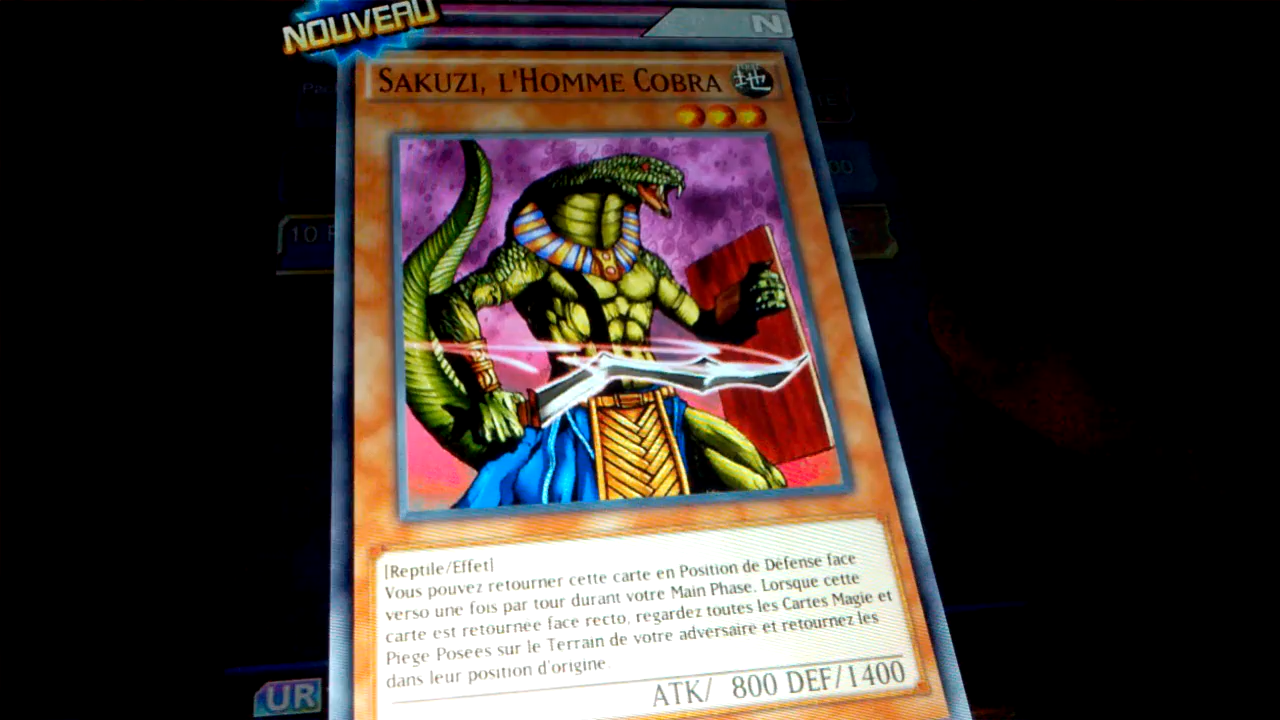 NOUVEAU
N
SAKUZI, L'HOMME COBRA
地
10
00
[Reptile/Effet]
Vous pouvez retourner cette carte en Position de Défense face
verso une fois par tour durant votre Main Phase. Lorsque cette
carte est retournée face recto, regardez toutes les Cartes Magie et
Piège Posées sur le Terrain de votre adversaire et retournez les
dans leur position d'origine.
UR
ATK/ 800 DEF/1400